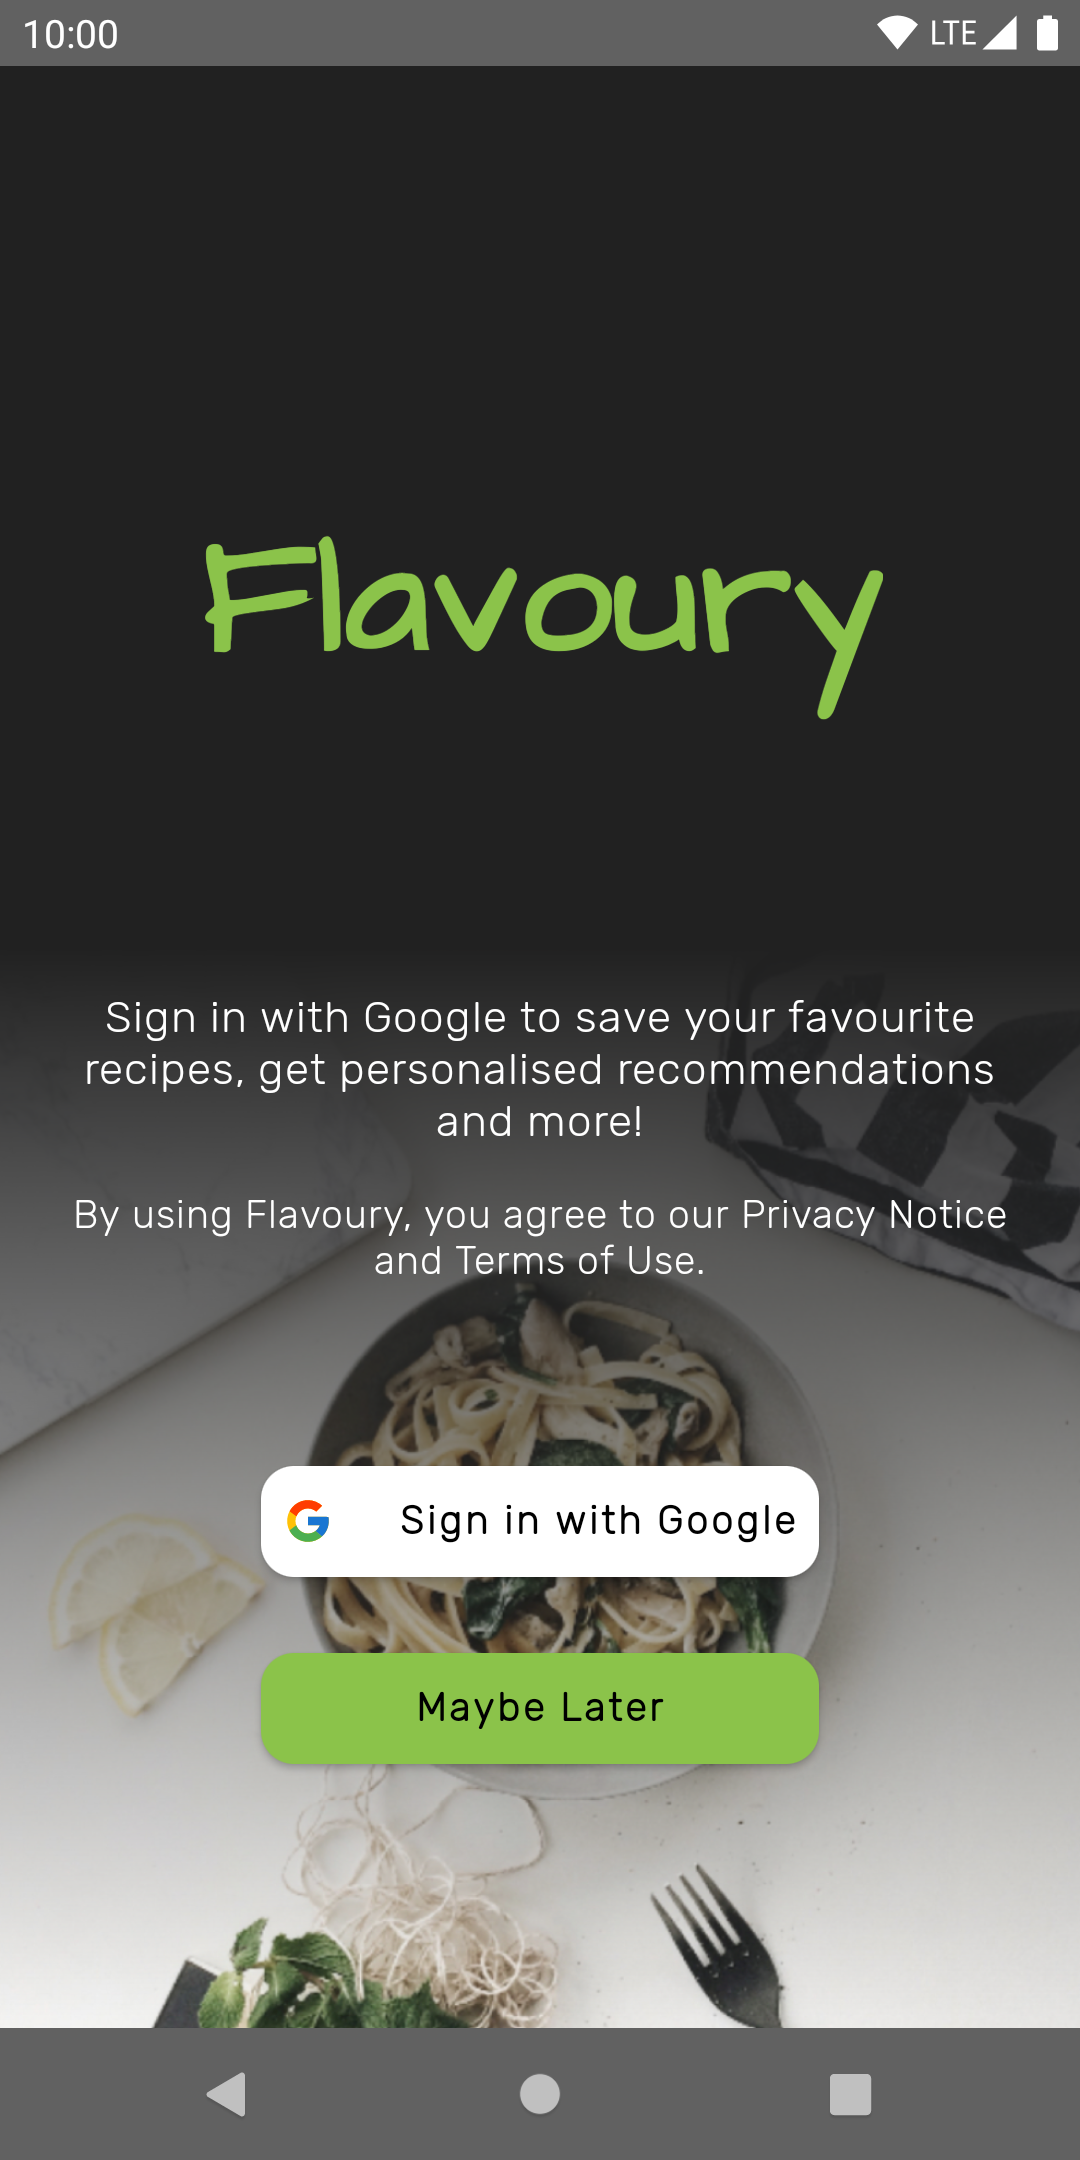 10:00 LTE
Flavoury
Sign in with Google to save your favourite
recipes, get personalised recommendations
and more!
By using Flavoury, you agree to our Privacy Notice
and Terms of Use.
Sign in with Google
Maybe Later